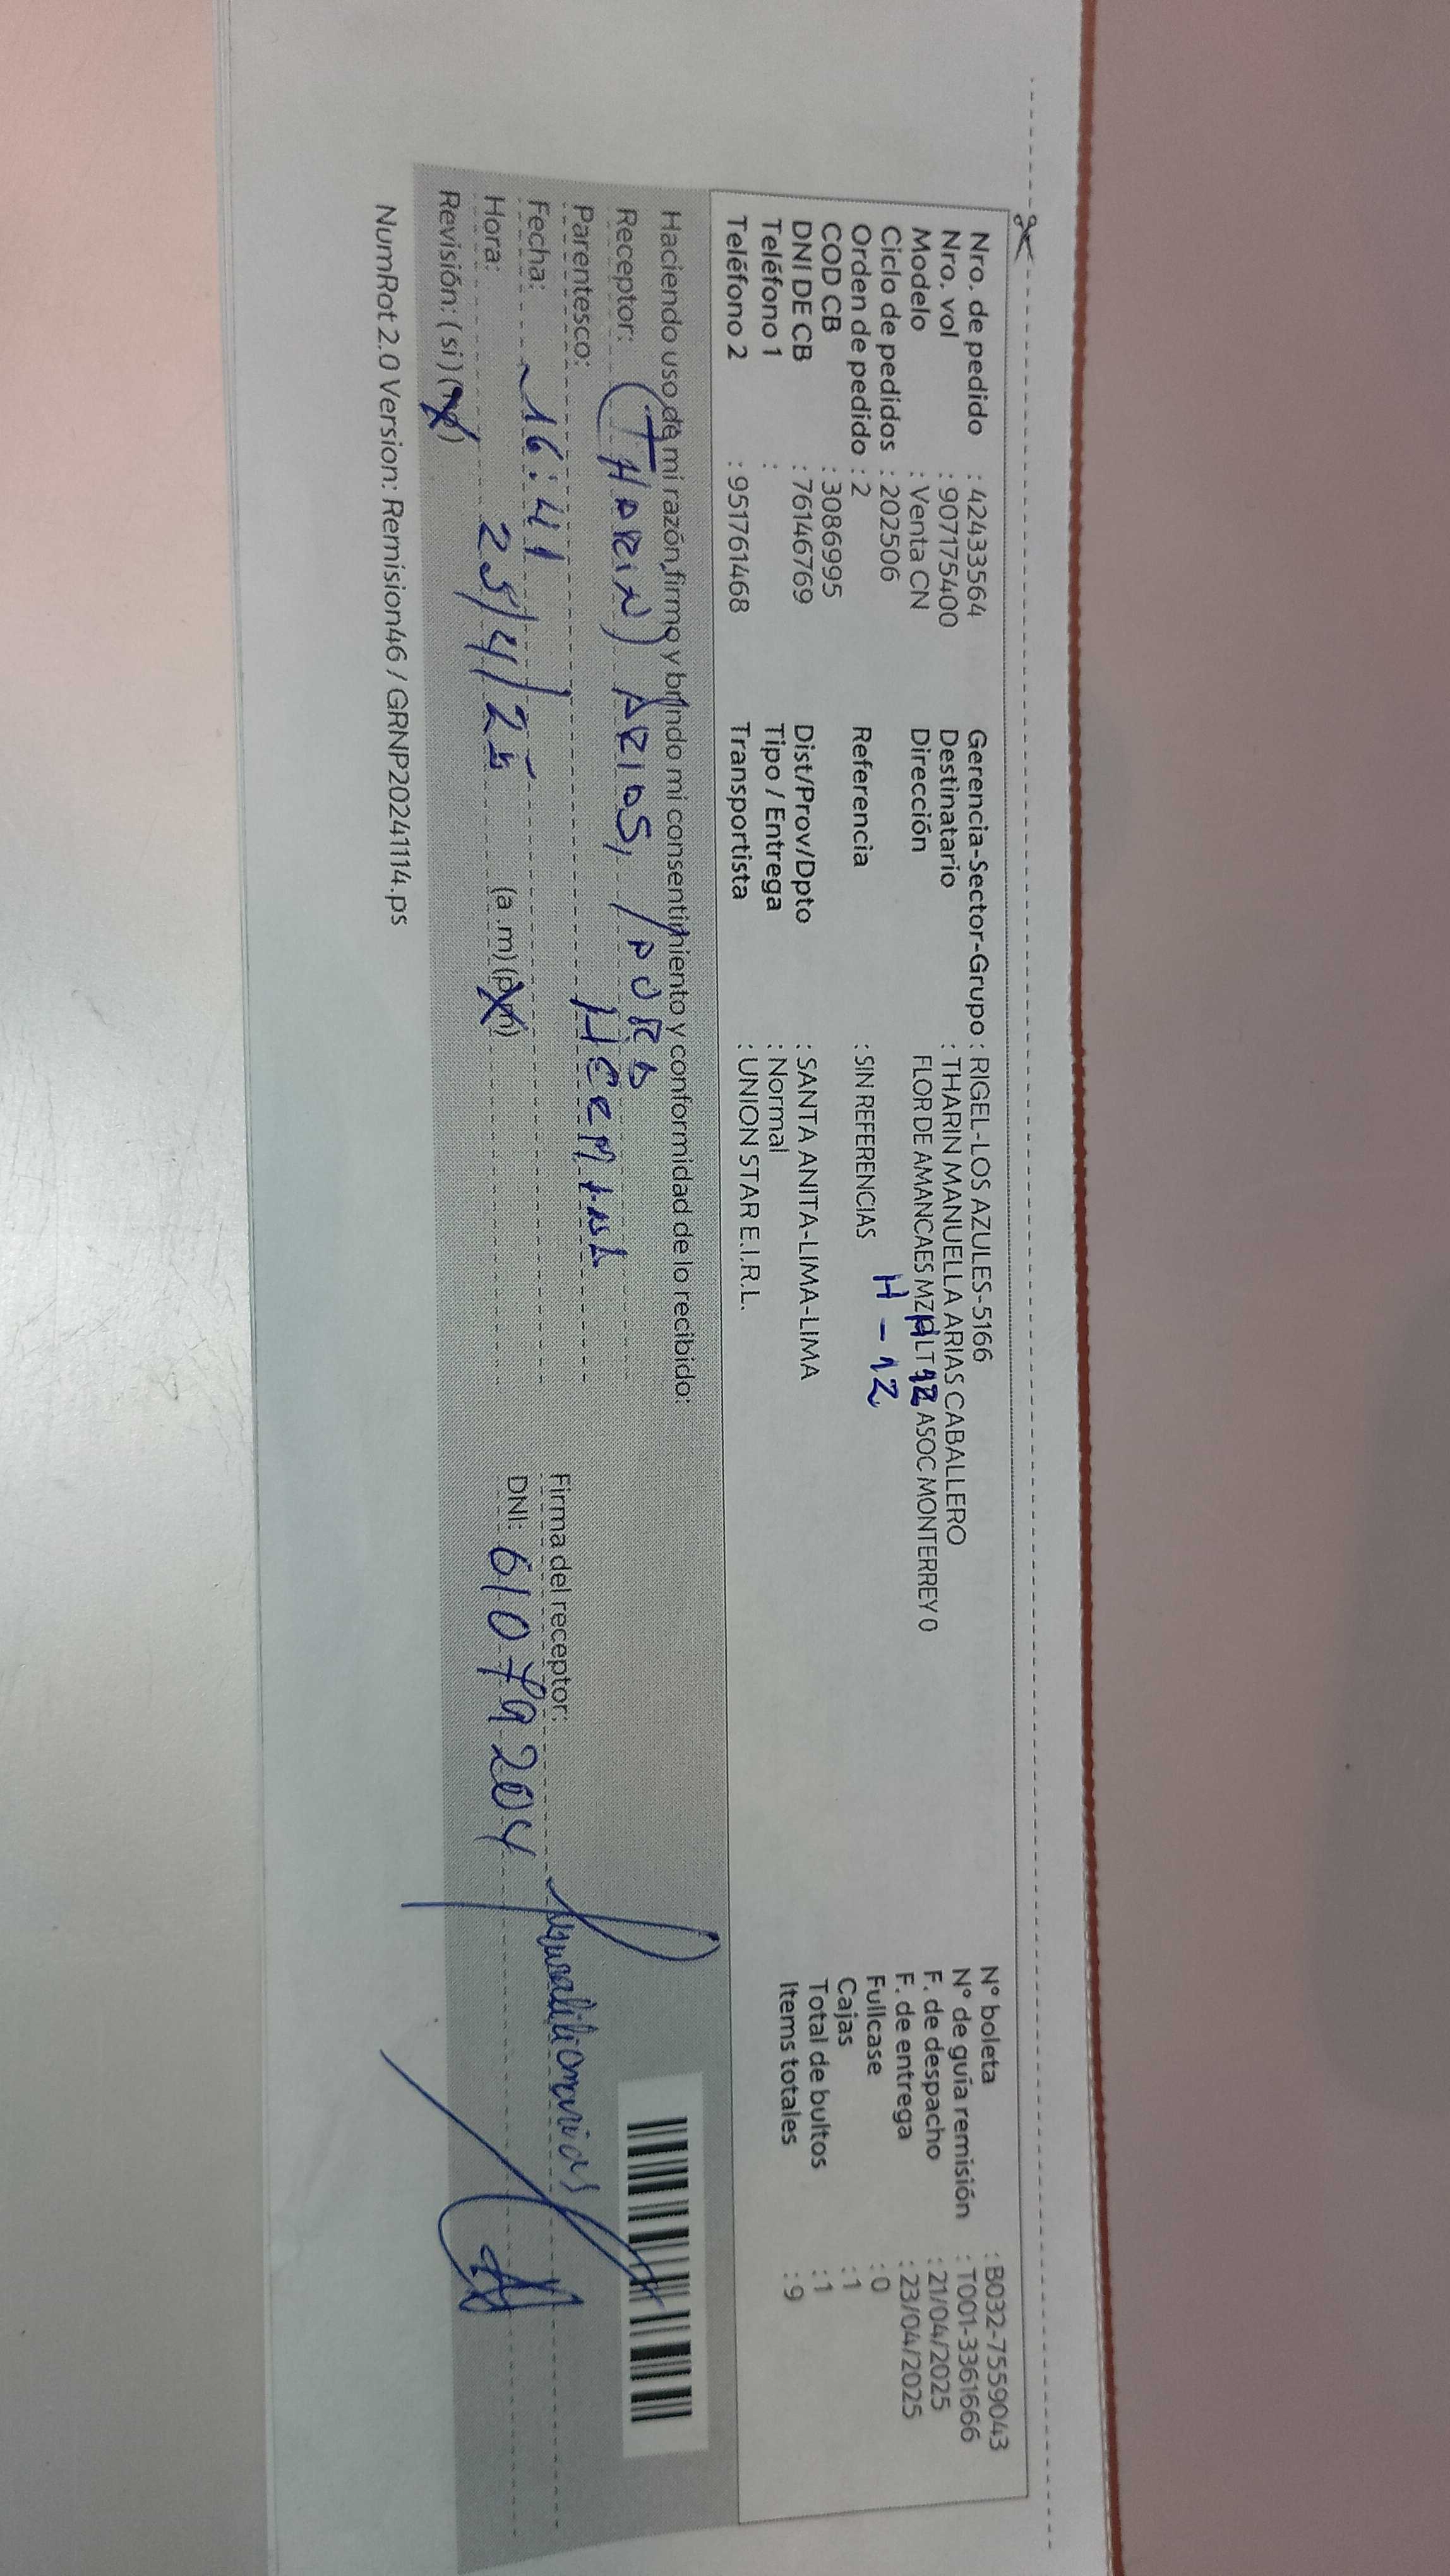 Nro. de pedido : 42433564
Nro. vol : 907175400
Modelo : Venta CN
Ciclo de pedidos : 202506
Orden de pedido : 2
COD CB : 3086995
DNI DE CB : 76146769
Teléfono 1 :
Teléfono 2 : 951761468
Gerencia-Sector-Grupo : RIGEL-LOS AZULES-5166
Destinatario : THARIN MANUELLA ARIAS CABALLERO
Dirección FLOR DE AMANCAES MZ H LT 12 ASOC MONTERREY 0
H - 12
Referencia : SIN REFERENCIAS
Dist/Prov/Dpto : SANTA ANITA-LIMA-LIMA
Tipo / Entrega : Normal
Transportista : UNION STAR E.I.R.L.
N° boleta : B032-7559043
N° de guía remisión : T001-3361666
F. de despacho : 21/04/2025
F. de entrega : 23/04/2025
Fullcase : 0
Cajas : 1
Total de bultos : 1
Items totales : 9
Haciendo uso de mi razón, firmo y brindo mi consentimiento y conformidad de lo recibido:
Receptor: (THARIN) ARIAS,
Parentesco: HERMANA
Fecha: 16:41
Hora: 23/4/25 (a.m) (p.m)
Revisión: (si) (no)
Firma del receptor:
DNI: 61079204
NumRot 2.0 Version: Remision46 / GRNP20241114.ps